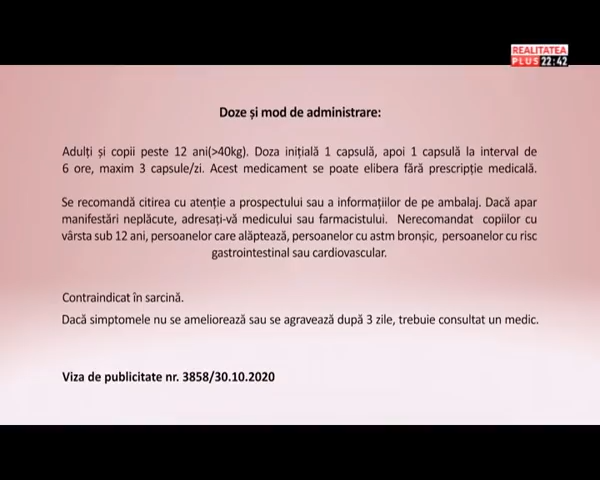 REALITATEA
PLUS 22:42
Doze și mod de administrare:
Adulți și copii peste 12 ani(>40kg). Doza inițială 1 capsulă, apoi 1 capsulă la interval de
6 ore, maxim 3 capsule/zi. Acest medicament se poate elibera fără prescripție medicală.
Se recomandă citirea cu atenție a prospectului sau a informațiilor de pe ambalaj. Dacă apar
manifestări neplăcute, adresați-vă medicului sau farmacistului. Nerecomandat copiilor cu
vârsta sub 12 ani, persoanelor care alăptează, persoanelor cu astm bronșic, persoanelor cu risc
gastrointestinal sau cardiovascular.
Contraindicat în sarcină.
Dacă simptomele nu se ameliorează sau se agravează după 3 zile, trebuie consultat un medic.
Viza de publicitate nr. 3858/30.10.2020